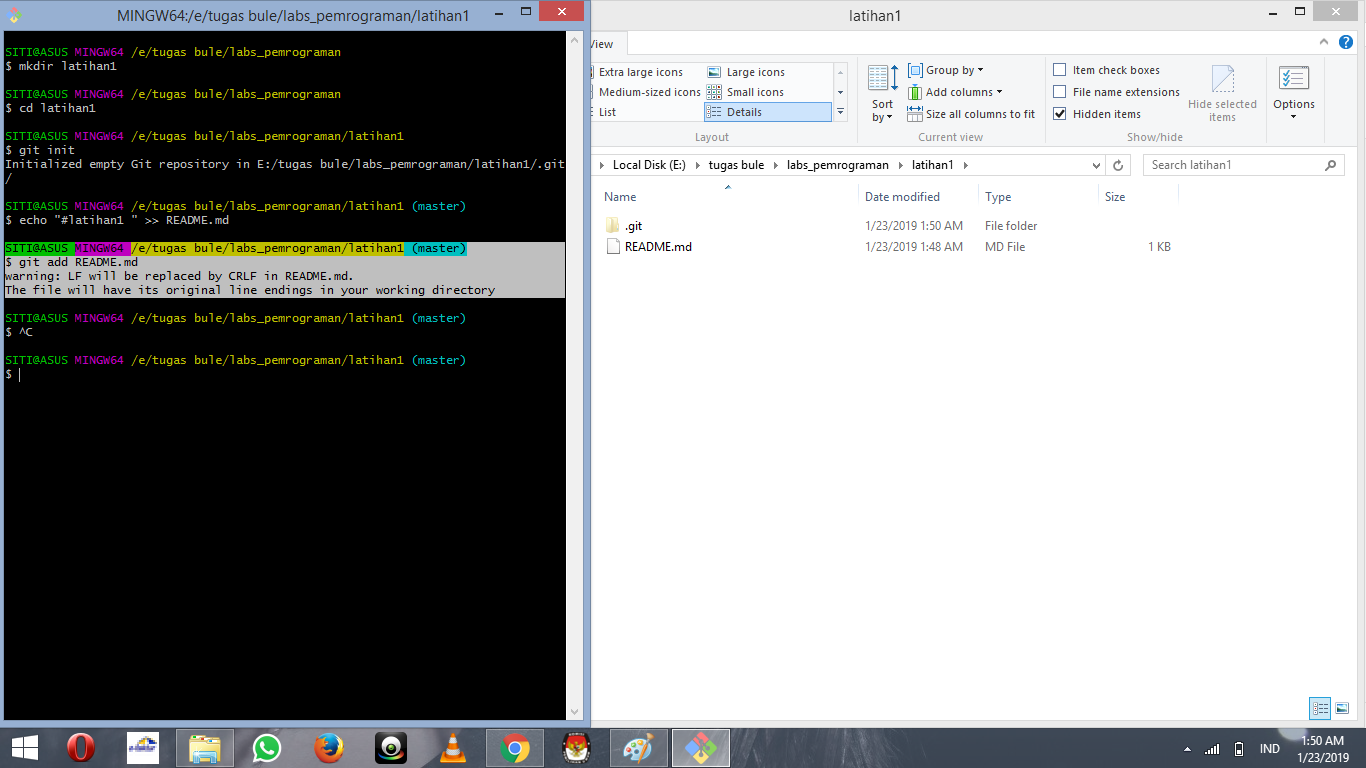 MINGW64:/e/tugas bule/labs_pemrograman/latihan1
SITI@ASUS MINGW64 /e/tugas bule/labs_pemrograman
$ mkdir latihan1
SITI@ASUS MINGW64 /e/tugas bule/labs_pemrograman
$ cd latihan1
SITI@ASUS MINGW64 /e/tugas bule/labs_pemrograman/latihan1
$ git init
Initialized empty Git repository in E:/tugas bule/labs_pemrograman/latihan1/.git
/
SITI@ASUS MINGW64 /e/tugas bule/labs_pemrograman/latihan1 (master)
$ echo "#latihan1 " >> README.md
SITI@ASUS MINGW64 /e/tugas bule/labs_pemrograman/latihan1 (master)
$ git add README.md
warning: LF will be replaced by CRLF in README.md.
The file will have its original line endings in your working directory
SITI@ASUS MINGW64 /e/tugas bule/labs_pemrograman/latihan1 (master)
$ ^C
SITI@ASUS MINGW64 /e/tugas bule/labs_pemrograman/latihan1 (master)
$
latihan1
View
Extra large icons
Large icons
Medium-sized icons
Small icons
List
Details
Layout
Sort
by
Group by
Add columns
Size all columns to fit
Current view
Item check boxes
File name extensions
Hidden items
Hide selected
items
Show/hide
Options
Local Disk (E:)
tugas bule
labs_pemrograman
latihan1
Search latihan1
Name
Date modified
Type
Size
.git
1/23/2019 1:50 AM
File folder
README.md
1/23/2019 1:48 AM
MD File
1 KB
IND
1:50 AM
1/23/2019